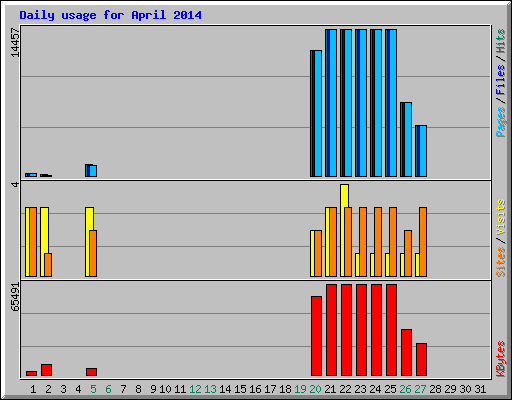 Daily usage for April 2014
14457
Pages / Files / Hits
4
Sites / Visits
65491
KBytes
1 2 3 4 5 6 7 8 9 10 11 12 13 14 15 16 17 18 19 20 21 22 23 24 25 26 27 28 29 30 31